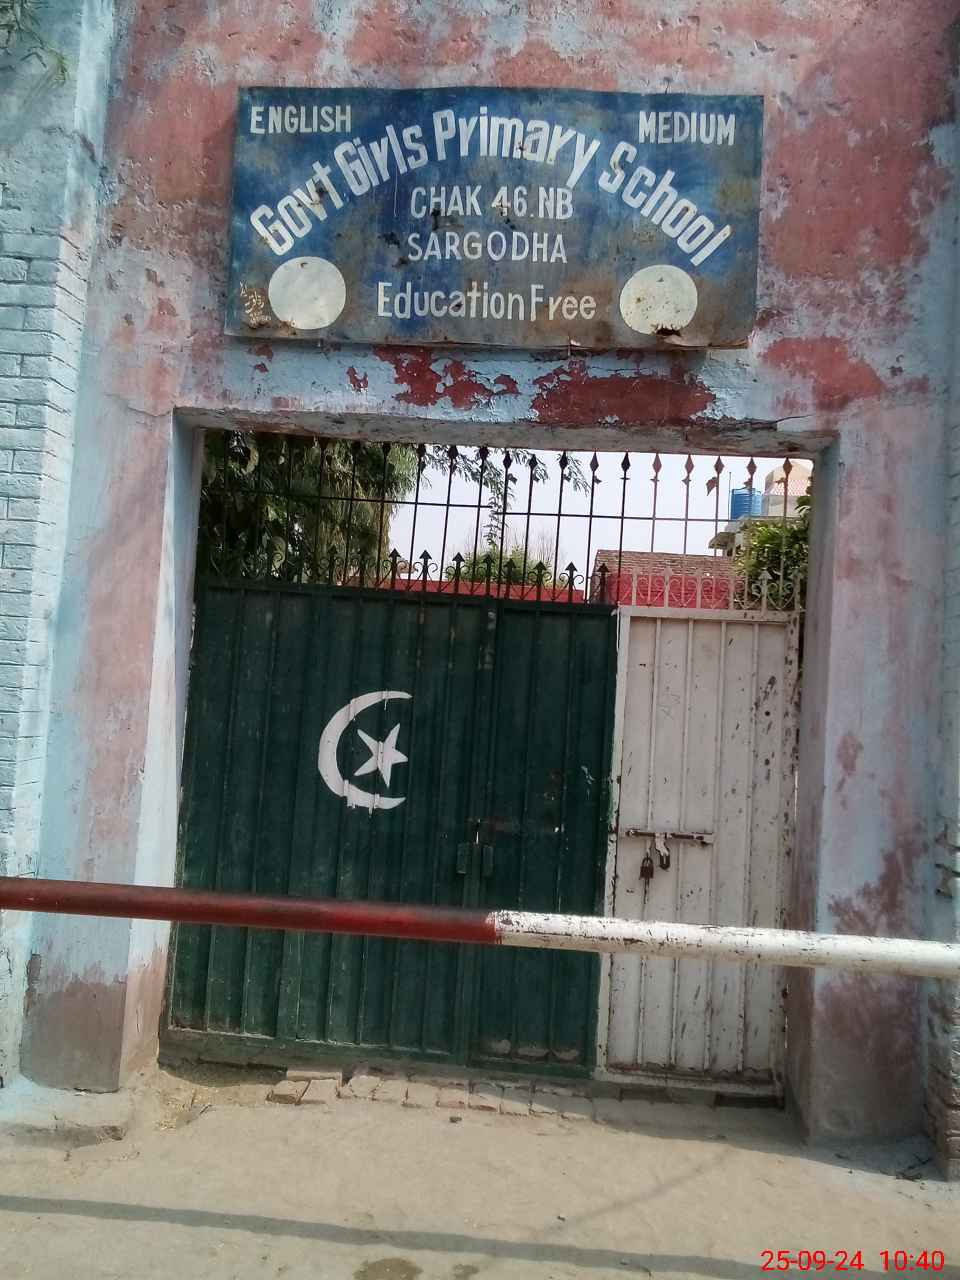 ENGLISH MEDIUM
Govt Girls Primary School
CHAK 46.NB
SARGODHA
Education Free
25-09-24 10:40